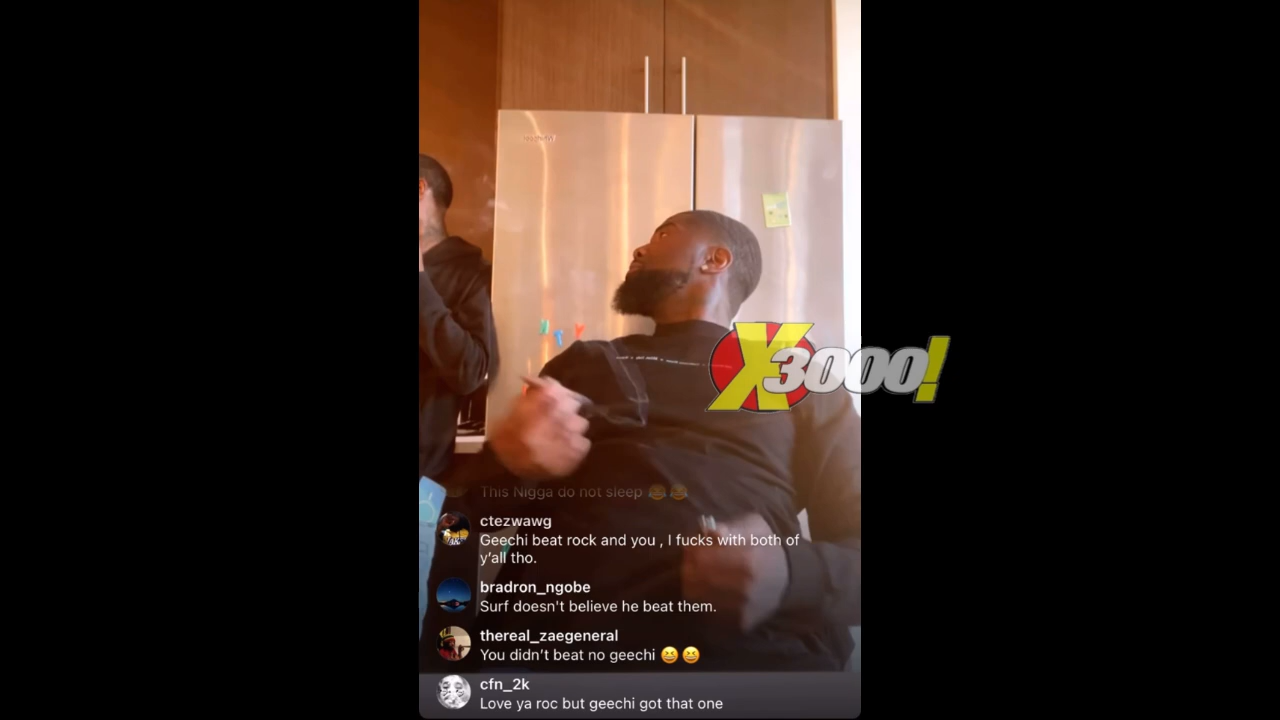 X3000!
This Nigga do not sleep 😆 😆
ctezwawg
Geechi beat rock and you , I fucks with both of
y'all tho.
bradron_ngobe
Surf doesn't believe he beat them.
thereal_zaegeneral
You didn’t beat no geechi 😆 😆
cfn_2k
Love ya roc but geechi got that one